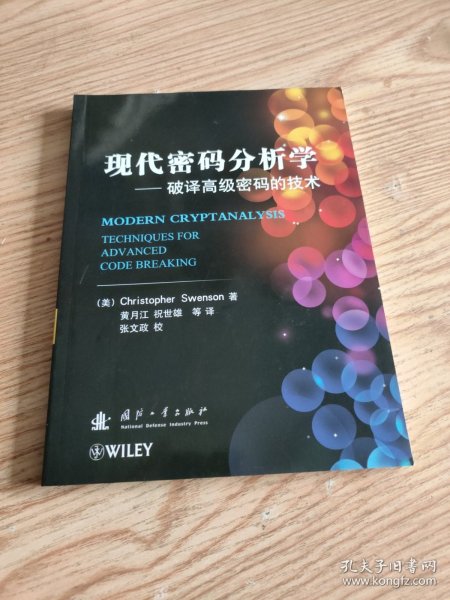 现代密码分析学
——破译高级密码的技术
MODERN CRYPTANALYSIS
TECHNIQUES FOR
ADVANCED
CODE BREAKING
(美) Christopher Swenson 著
黄月江 祝世雄 等 译
张文政 校
国防工业出版社
National Defense Industry Press
WILEY
孔夫子旧书网
www.kongfz.com